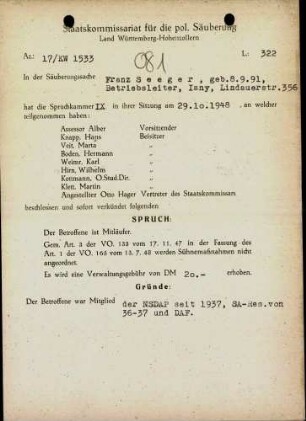 Staatskommissariat für die pol. Säuberung
Land Württemberg-Hohenzollern
Az: 17/KW 1533
081
L: 322
In der Säuberungssache Franz Seeger, geb.8.9.91,
Betriebsleiter, Isny, Lindauerstr.356
hat die Spruchkammer IX in ihrer Sitzung am 29.10.1948, an welcher
teilgenommen haben:
Assessor Alber Vorsitzender
Knapp, Hans Beisitzer
Veit, Marta "
Boden, Hermann "
Weiter, Karl "
Hirn, Wilhelm "
Kottmann, O.Stud.Dir. "
Klen, Martin "
Angestellter Otto Hager Vertreter des Staatskommissars
beschlossen und sofort verkündet folgenden
SPRUCH:
Der Betroffene ist Mitläufer.
Gem. Art. 3 der VO. 133 vom 17. 11. 47 in der Fassung des
Art. 1 der VO. 165 vom 13. 7. 48 werden Sühnemaßnahmen nicht
angeordnet.
Es wird eine Verwaltungsgebühr von DM 20.- erhoben.
Gründe:
Der Betroffene war Mitglied der NSDAP seit 1937, SA-Res.von
36-37 und DAF.